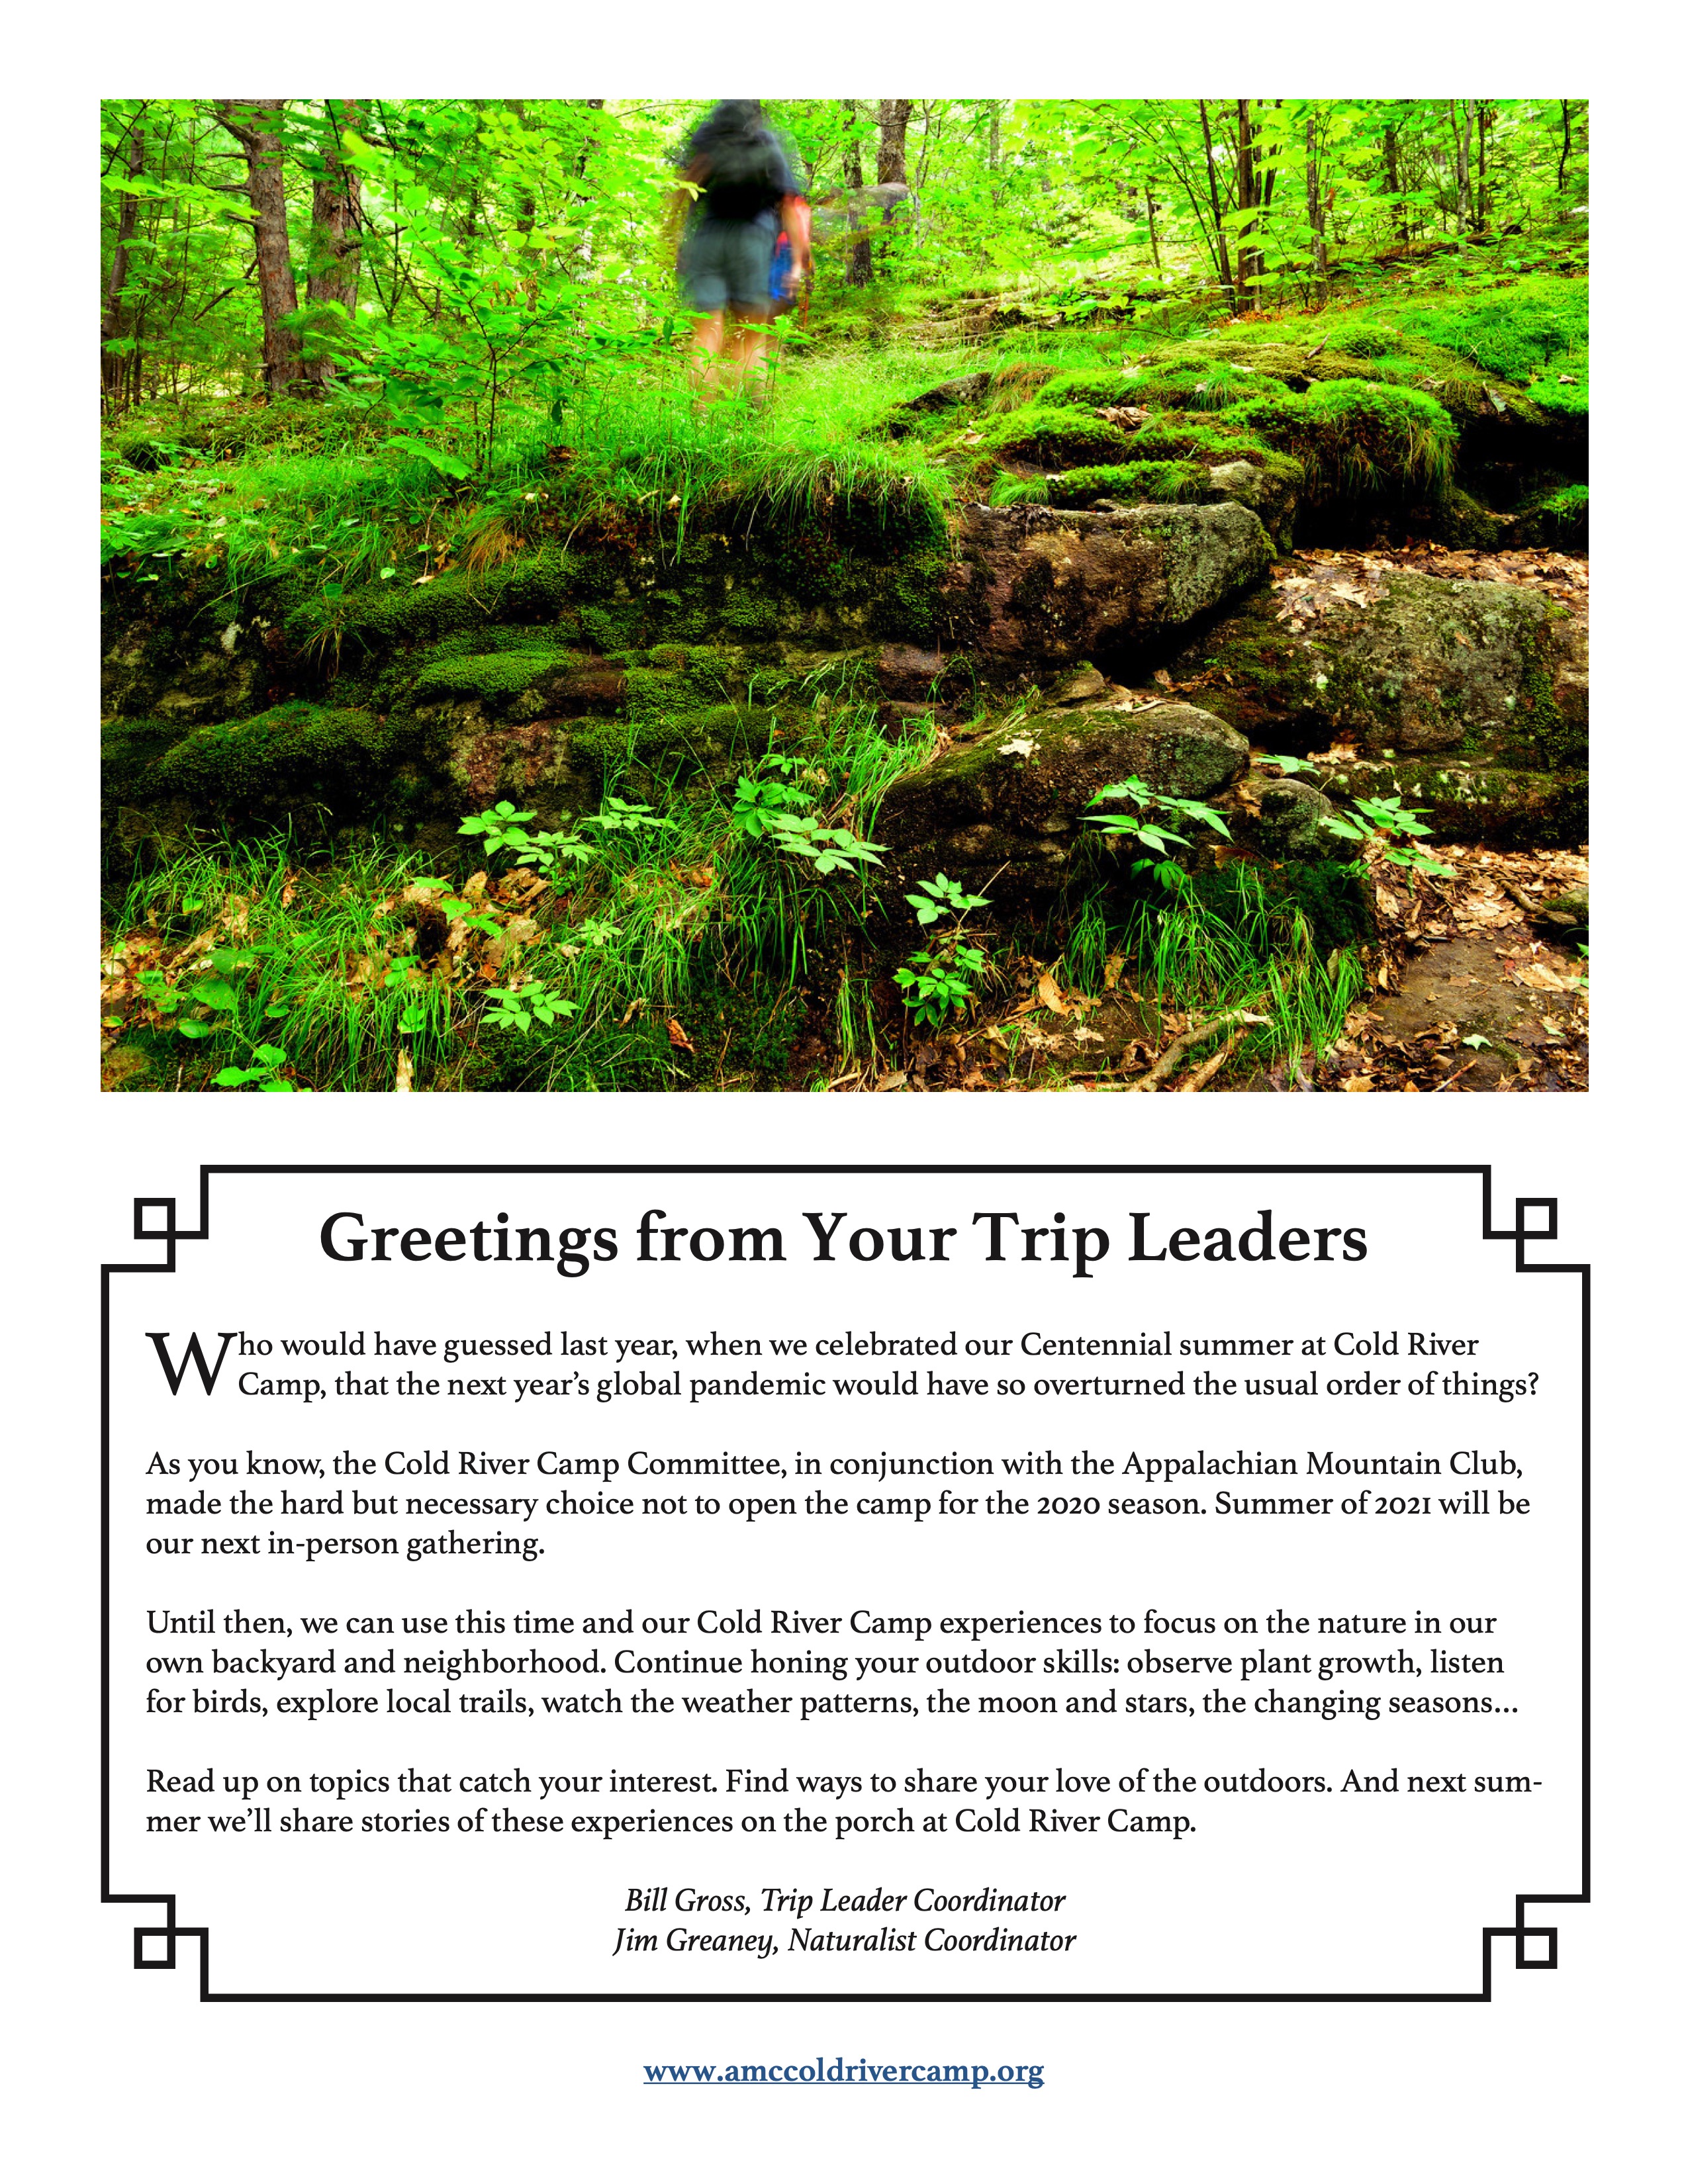 Greetings from Your Trip Leaders
Who would have guessed last year, when we celebrated our Centennial summer at Cold River
Camp, that the next year’s global pandemic would have so overturned the usual order of things?
As you know, the Cold River Camp Committee, in conjunction with the Appalachian Mountain Club,
made the hard but necessary choice not to open the camp for the 2020 season. Summer of 2021 will be
our next in-person gathering.
Until then, we can use this time and our Cold River Camp experiences to focus on the nature in our
own backyard and neighborhood. Continue honing your outdoor skills: observe plant growth, listen
for birds, explore local trails, watch the weather patterns, the moon and stars, the changing seasons…
Read up on topics that catch your interest. Find ways to share your love of the outdoors. And next sum-
mer we’ll share stories of these experiences on the porch at Cold River Camp.
Bill Gross, Trip Leader Coordinator
Jim Greaney, Naturalist Coordinator
www.amccoldrivercamp.org